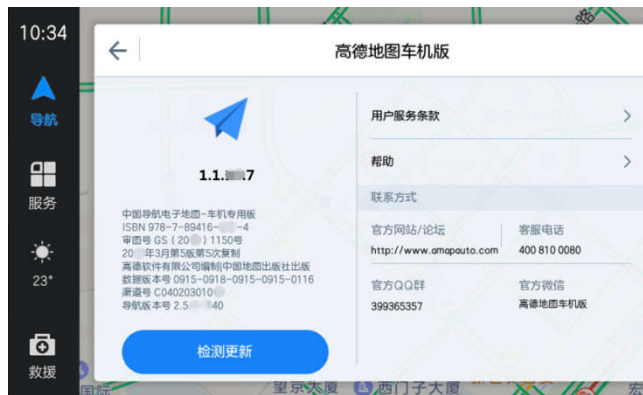 10:34
导航
服务
23°
救援
高德地图车机版
1.1. .7
中国导航电子地图-车机专用版
ISBN 978-7-89416- -4
审图号 GS(20 )1150号
20 年3月第5版第5次复制
高德软件有限公司编制|中国地图出版社出版
数据版本号 0915-0918-0915-0915-0116
渠道号 C040203010
导航版本号 2.5 40
检测更新
用户服务条款
帮助
联系方式
官方网站/论坛
http://www.amapauto.com
客服电话
400 810 0080
官方QQ群
399365357
官方微信
高德地图车机版
国际
望京大厦
西门子大厦
宏